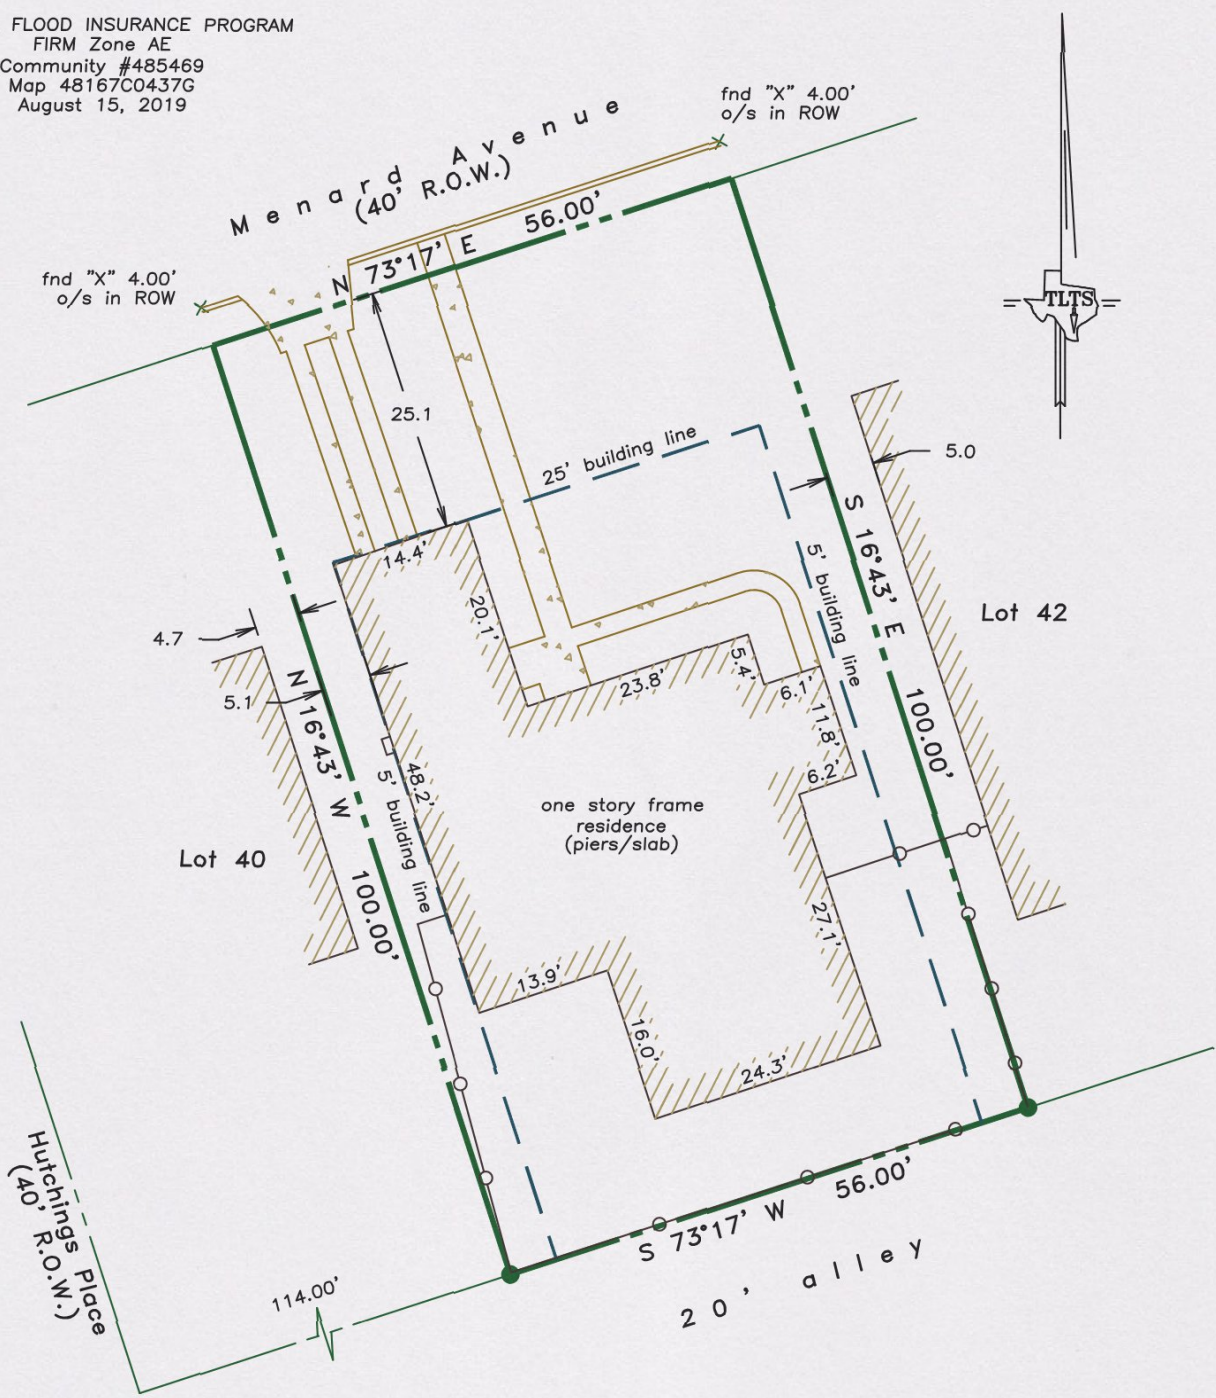 FLOOD INSURANCE PROGRAM
FIRM Zone AE
Community #485469
Map 48167C0437G
August 15, 2019
fnd "X" 4.00'
o/s in ROW
Menard Avenue
(40' R.O.W.)
56.00'
N 73°17' E
fnd "X" 4.00'
o/s in ROW
TLTS
25.1
25' building line
5.0
14.4'
S 16°43' E
100.00'
5' building line
Lot 42
20.1'
4.7
5.1
N 16°43' W
100.00'
23.8'
5.4'
6.1'
11.8'
6.2'
48.2'
5' building line
one story frame
residence
(piers/slab)
Lot 40
27.1'
13.9'
16.0'
24.3'
Hutchings Place
(40' R.O.W.)
56.00'
S 73°17' W
20' alley
114.00'